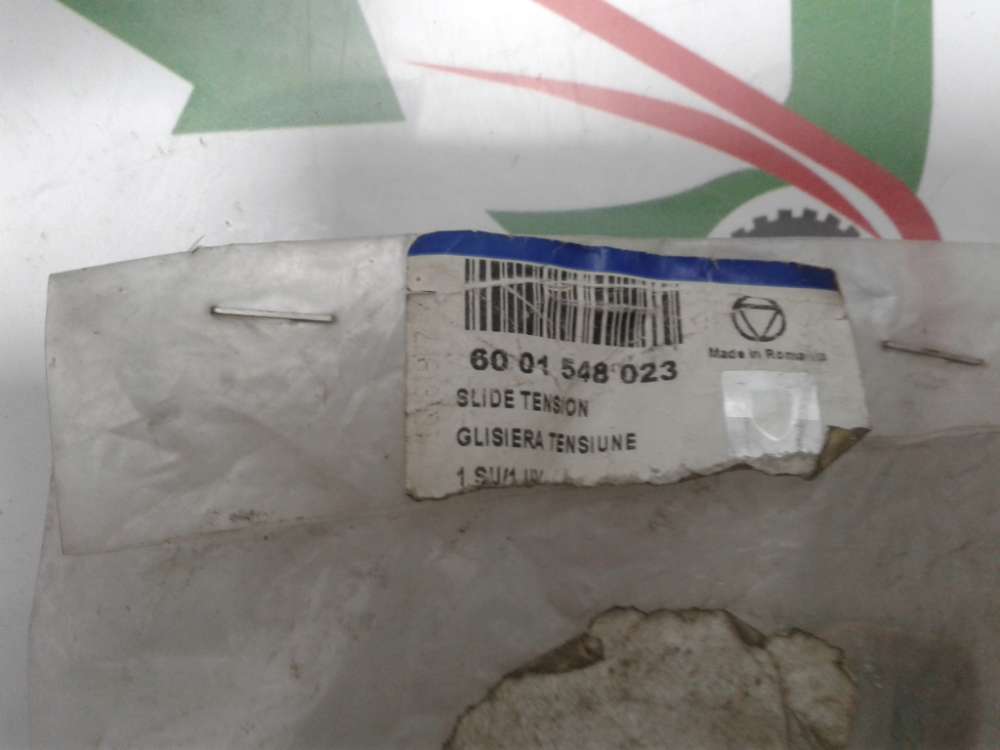 60 01 548 023
Made in Romania
SLIDE TENSION
GLISIERA TENSIUNE